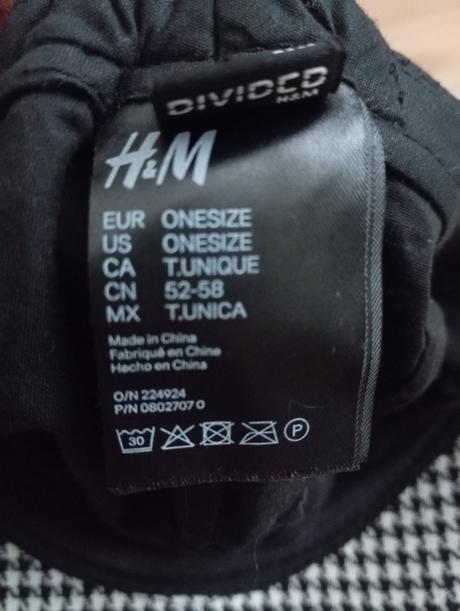 DIVIDED
H&M
H&M
EUR ONESIZE
US ONESIZE
CA T.UNIQUE
CN 52-58
MX T.UNICA
Made in China
Fabriqué en Chine
Hecho en China
O/N 224924
P/N 0802707 0
30
P